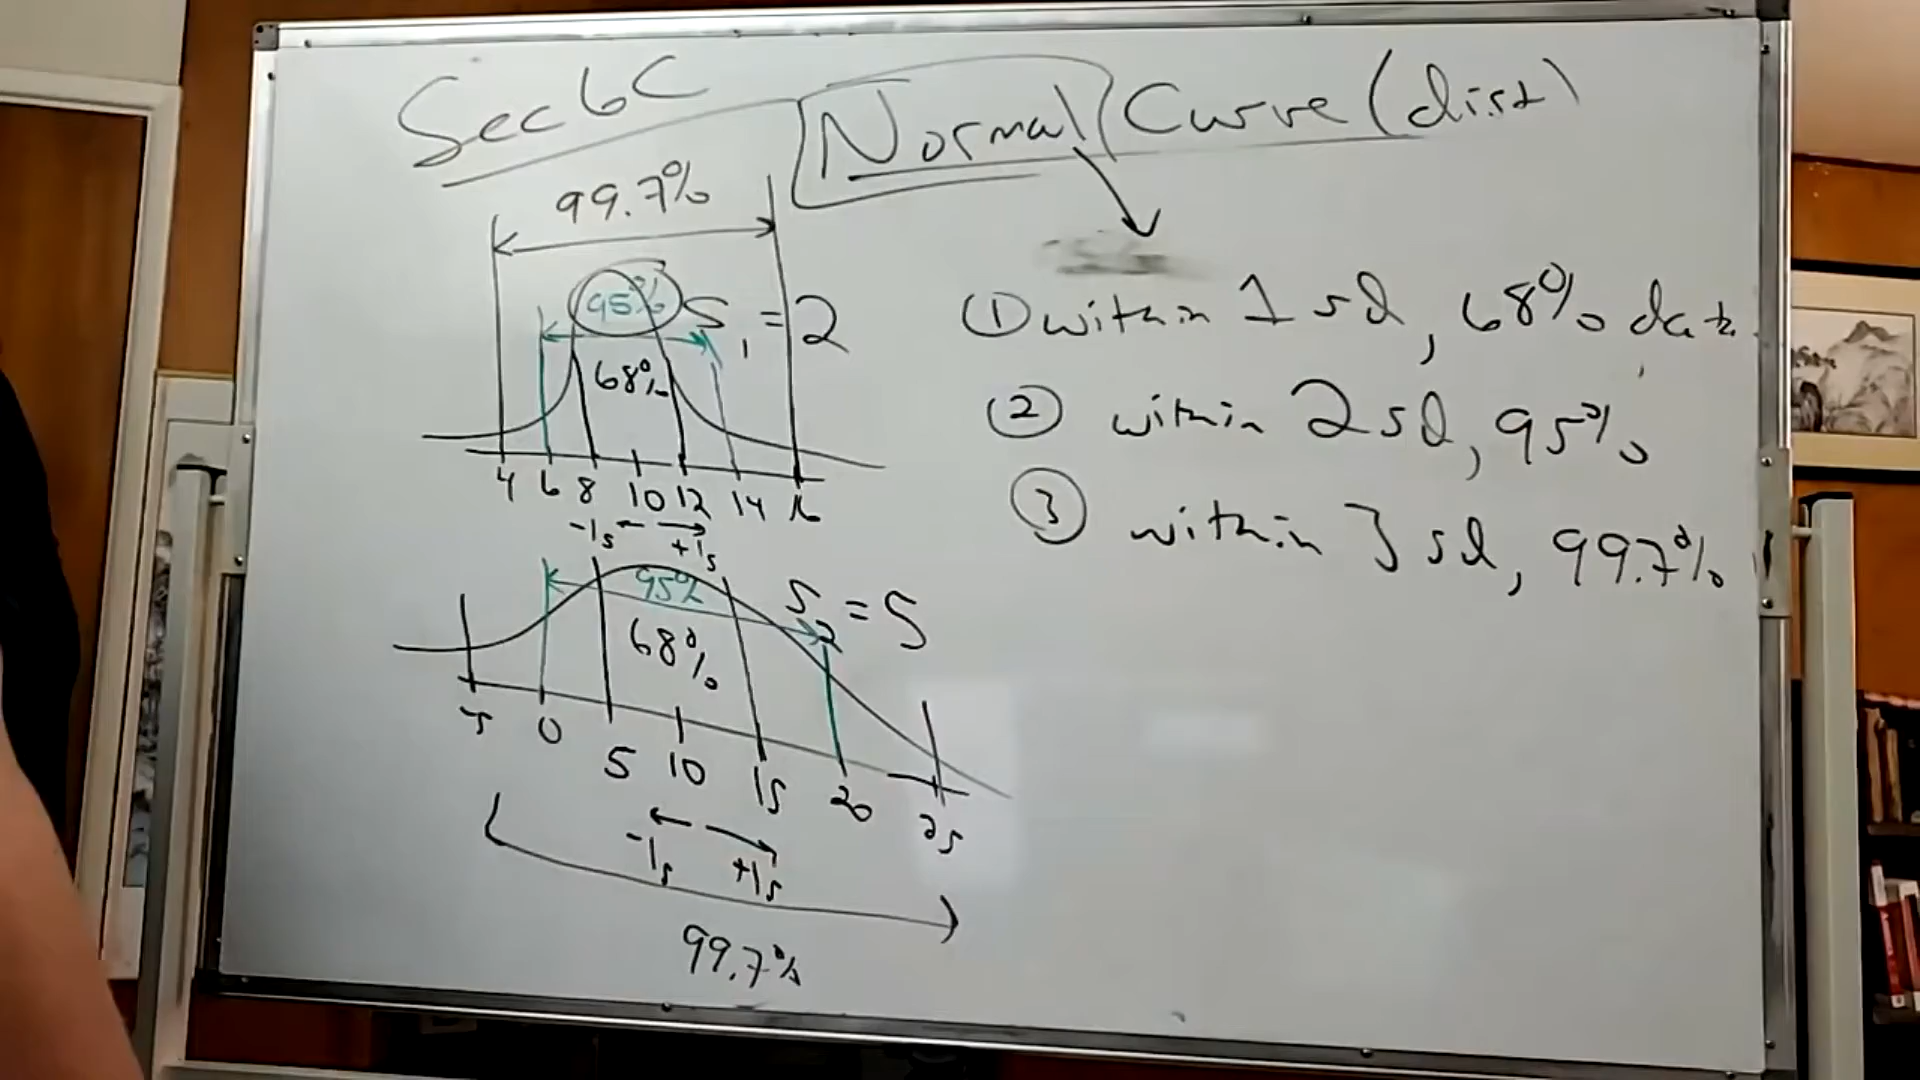 Sec 6C Normal Curve (dist)
99.7%
95% S1 = 2
68%
4 6 8 10 12 14 16
-1s +1s
95% S2 = 5
68%
-5 0 5 10 15 20 25
-1s +1s
99.7%
① within 1 sd, 68% data
② within 2 sd, 95%
③ within 3 sd, 99.7%